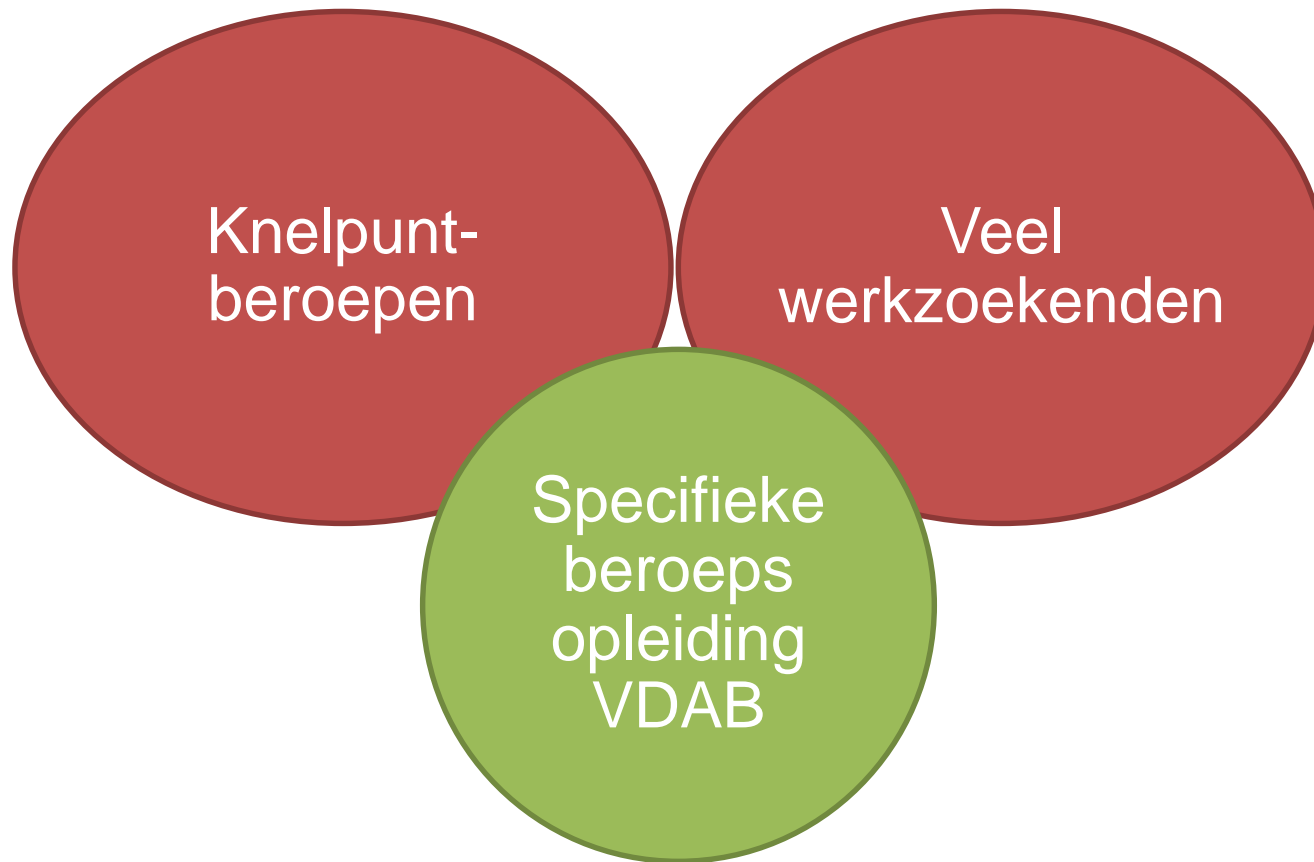 Knelpunt-
beroepen
Veel
werkzoekenden
Specifieke
beroeps
opleiding
VDAB